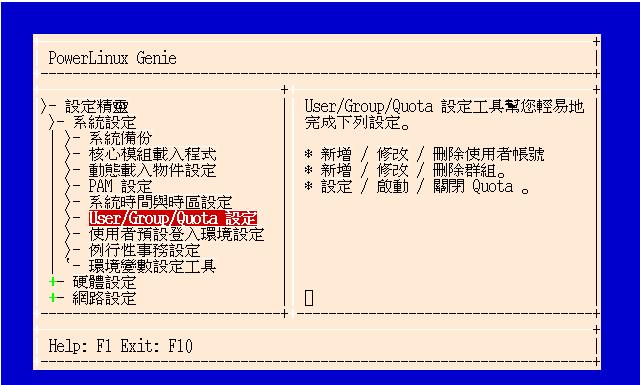 PowerLinux Genie
設定精靈
系統設定
系統備份
核心模組載入程式
動態載入物件設定
PAM 設定
系統時間與時區設定
User/Group/Quota 設定
使用者預設登入環境設定
例行性事務設定
環境變數設定工具
硬體設定
網路設定
User/Group/Quota 設定工具幫您輕易地
完成下列設定。
* 新增 / 修改 / 刪除使用者帳號
* 新增 / 修改 / 刪除群組。
* 設定 / 啟動 / 關閉 Quota 。
Help: F1 Exit: F10